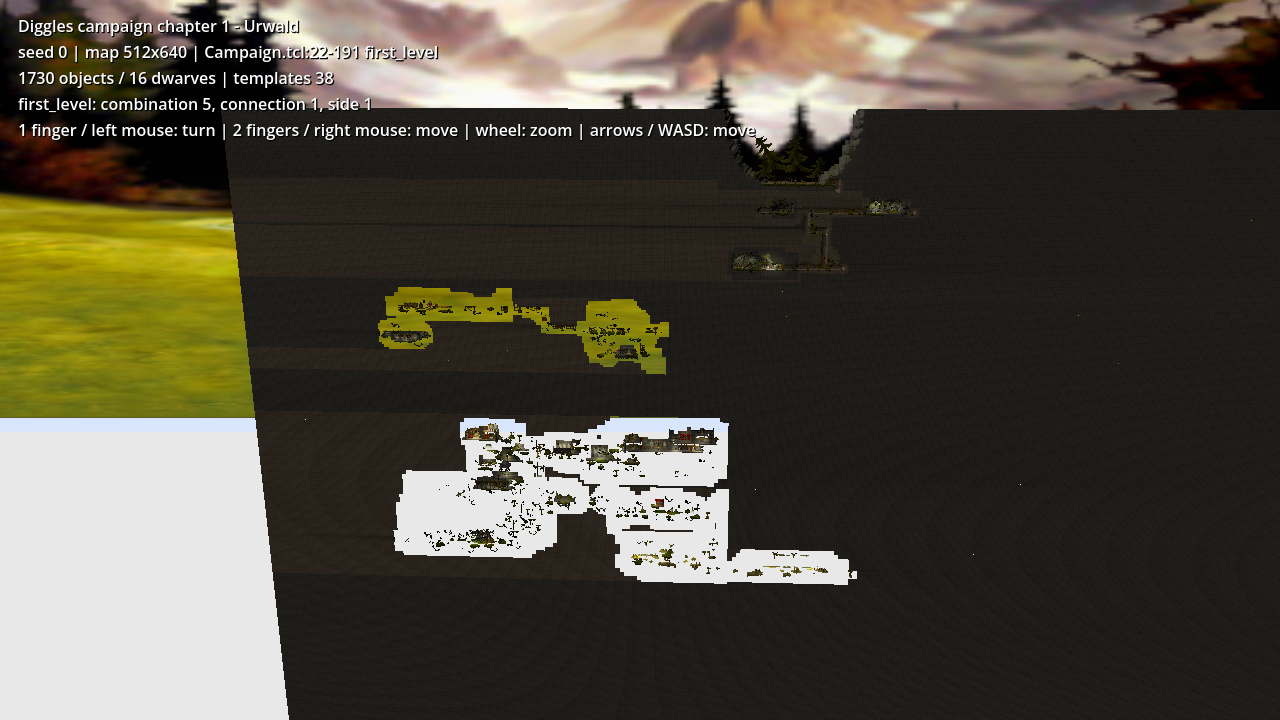 Diggles campaign chapter 1 - Urwald
seed 0 | map 512x640 | Campaign.tcl:22-191 first_level
1730 objects / 16 dwarves | templates 38
first_level: combination 5, connection 1, side 1
1 finger / left mouse: turn | 2 fingers / right mouse: move | wheel: zoom | arrows / WASD: move